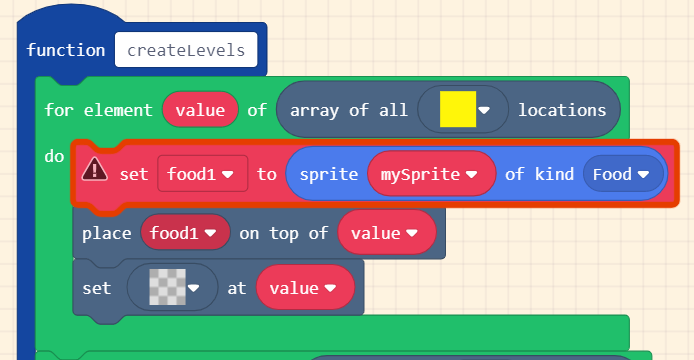 function createLevels
for element value of array of all locations
do
set food1 to sprite mySprite of kind Food
place food1 on top of value
set at value